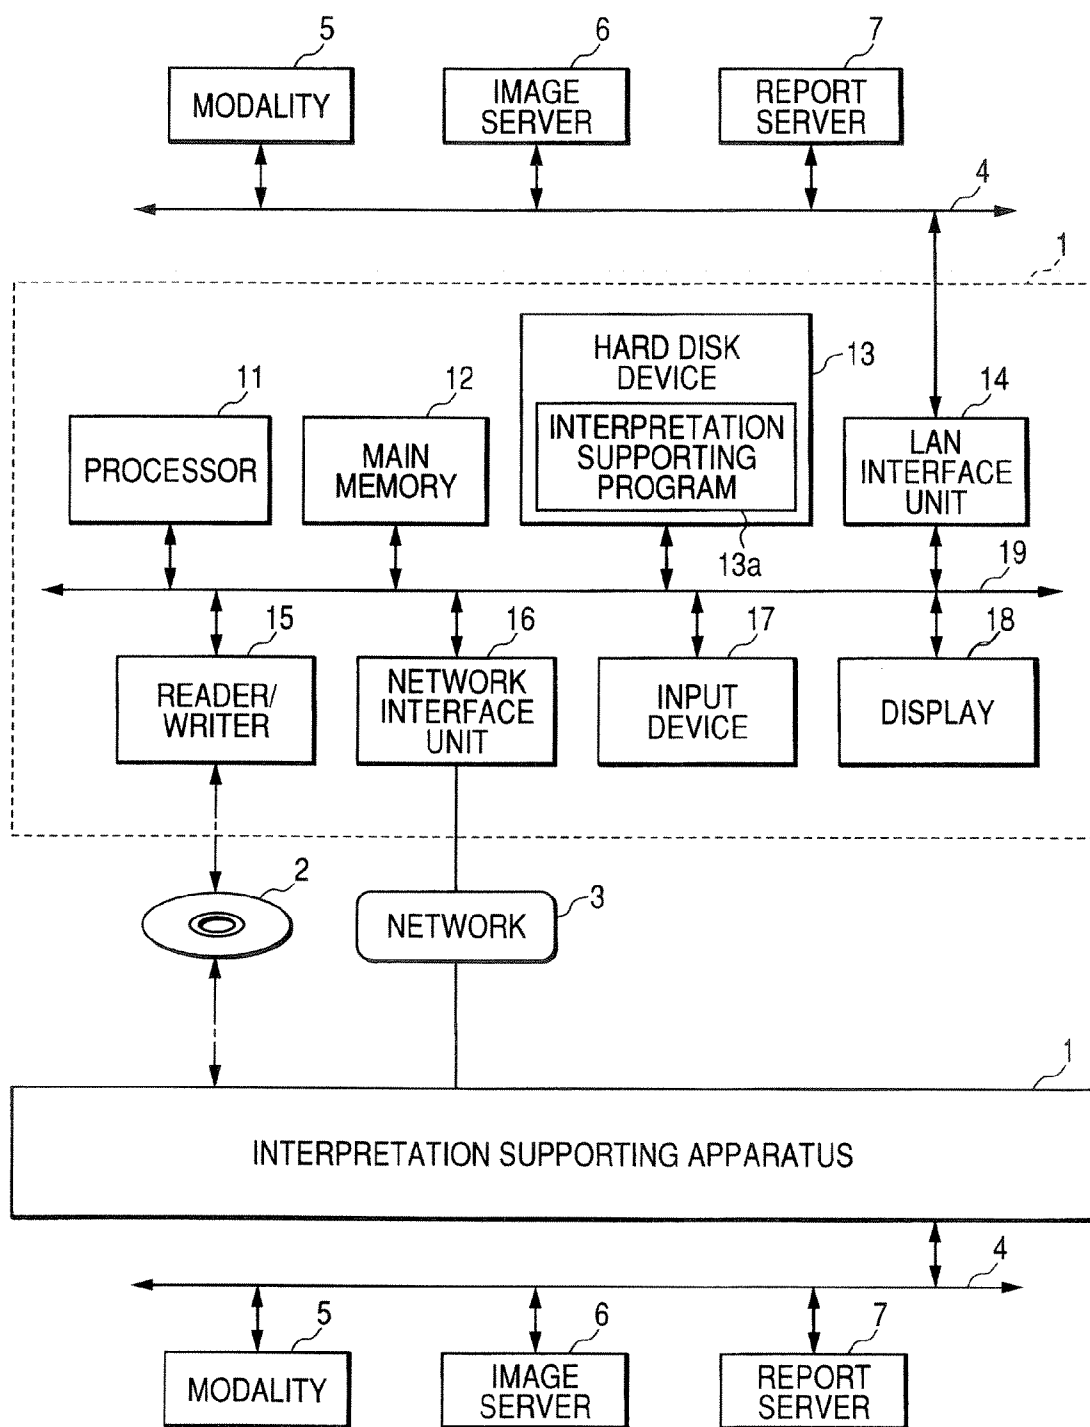 5
6
7
MODALITY
IMAGE
SERVER
REPORT
SERVER
4
1
HARD DISK
DEVICE
13
11
12
14
PROCESSOR
MAIN
MEMORY
INTERPRETATION
SUPPORTING
PROGRAM
LAN
INTERFACE
UNIT
13a
19
15
16
17
18
READER/
WRITER
NETWORK
INTERFACE
UNIT
INPUT
DEVICE
DISPLAY
2
3
NETWORK
1
INTERPRETATION SUPPORTING APPARATUS
4
5
6
7
MODALITY
IMAGE
SERVER
REPORT
SERVER